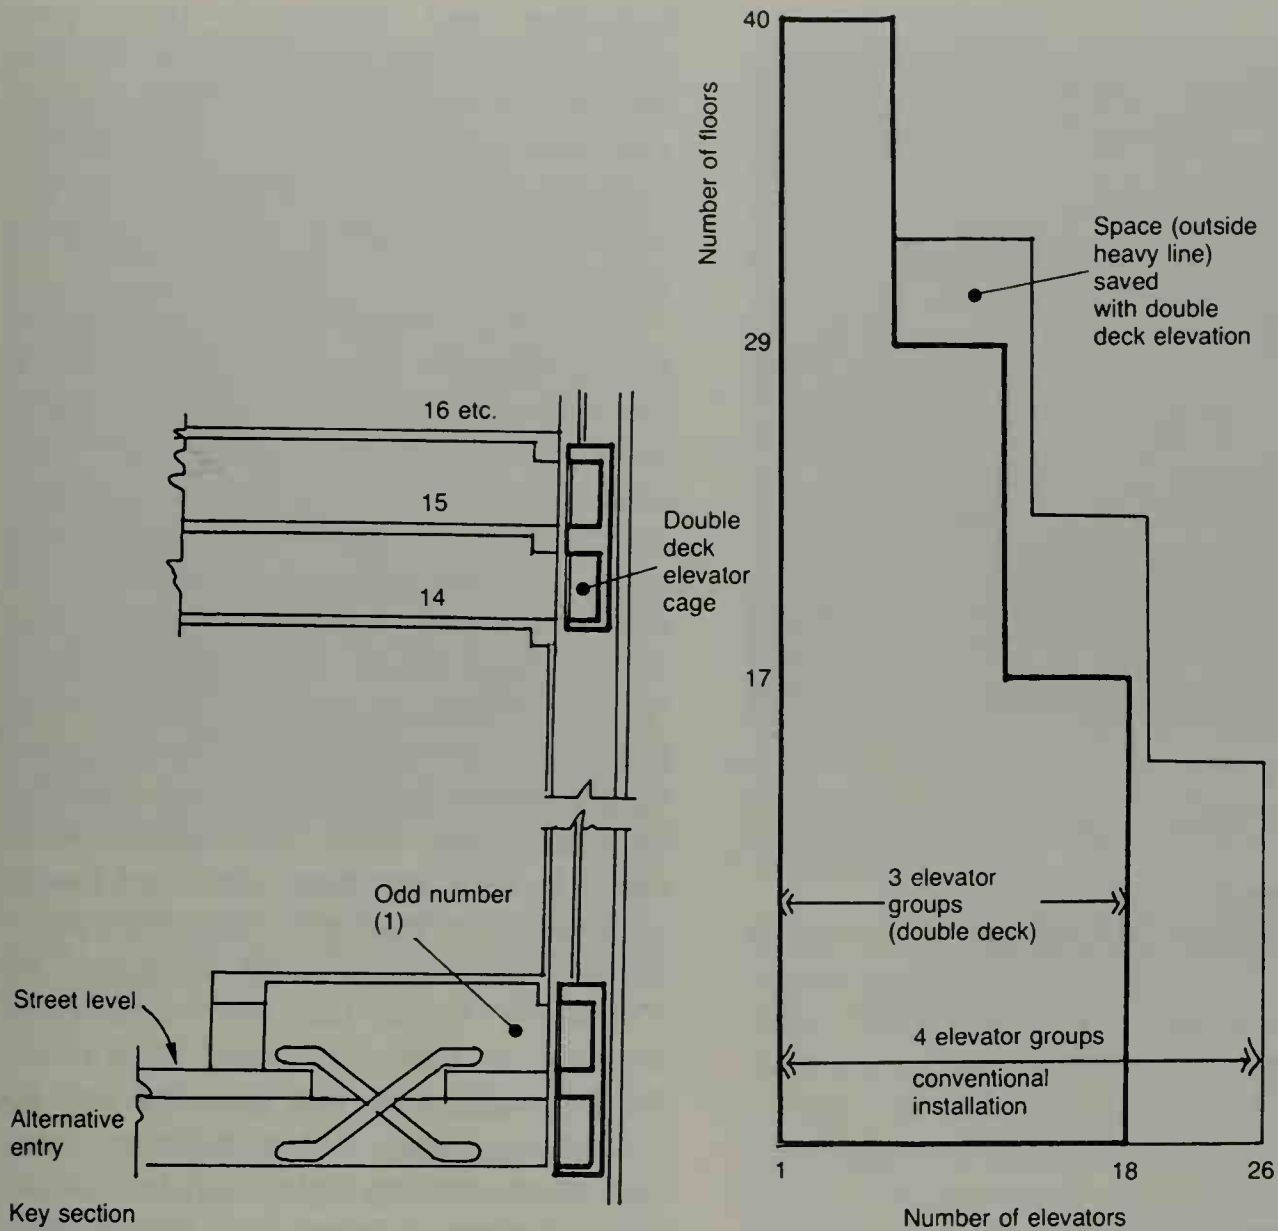 16 etc.
15
14
Double
deck
elevator
cage
Odd number
(1)
Street level
Alternative
entry
Key section
40
29
17
Number of floors
Space (outside
heavy line)
saved
with double
deck elevation
3 elevator
groups
(double deck)
4 elevator groups
conventional
installation
1
18
26
Number of elevators